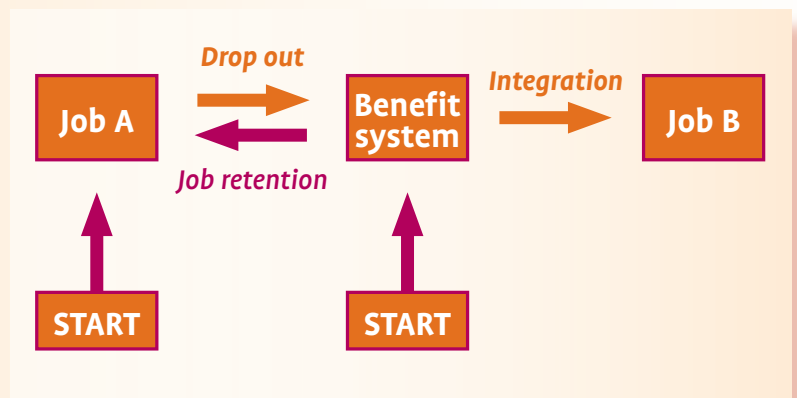 Drop out
Job A
Benefit
system
Integration
Job B
Job retention
START
START